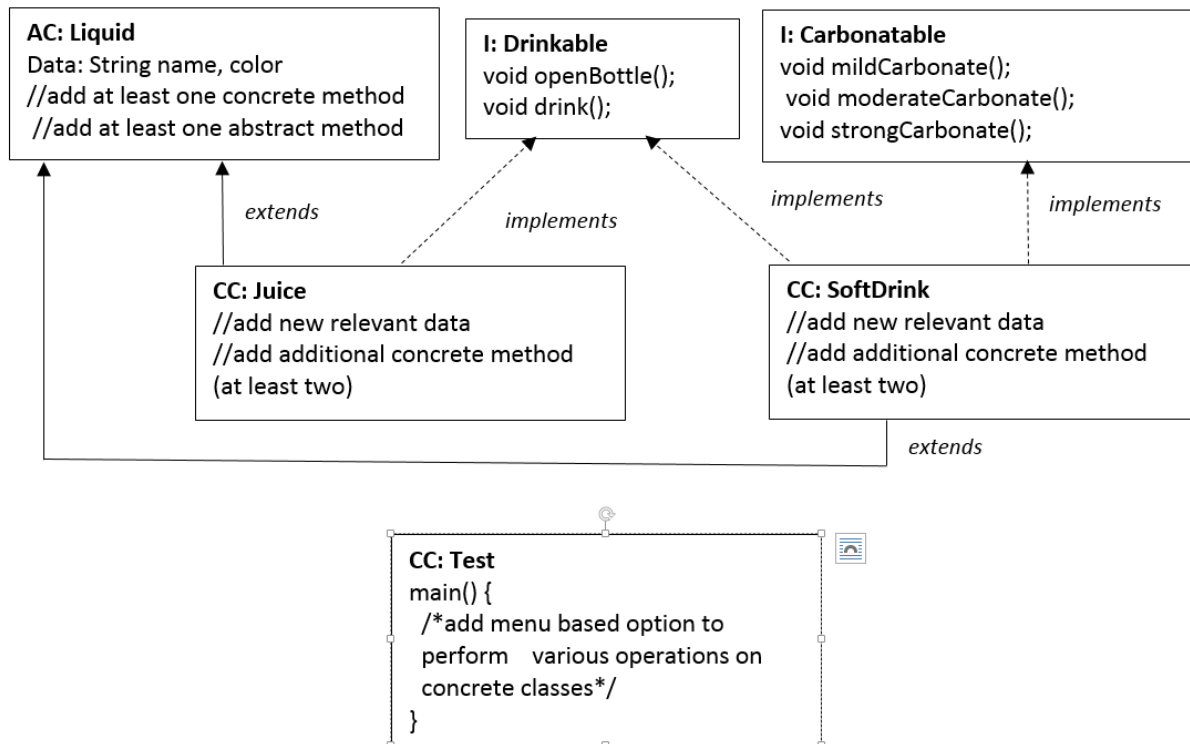 AC: Liquid
Data: String name, color
//add at least one concrete method
//add at least one abstract method
I: Drinkable
void openBottle();
void drink();
I: Carbonatable
void mildCarbonate();
void moderateCarbonate();
void strongCarbonate();
extends
implements
implements
implements
CC: Juice
//add new relevant data
//add additional concrete method
(at least two)
CC: SoftDrink
//add new relevant data
//add additional concrete method
(at least two)
extends
CC: Test
main() {
/*add menu based option to
perform    various operations on
concrete classes*/
}